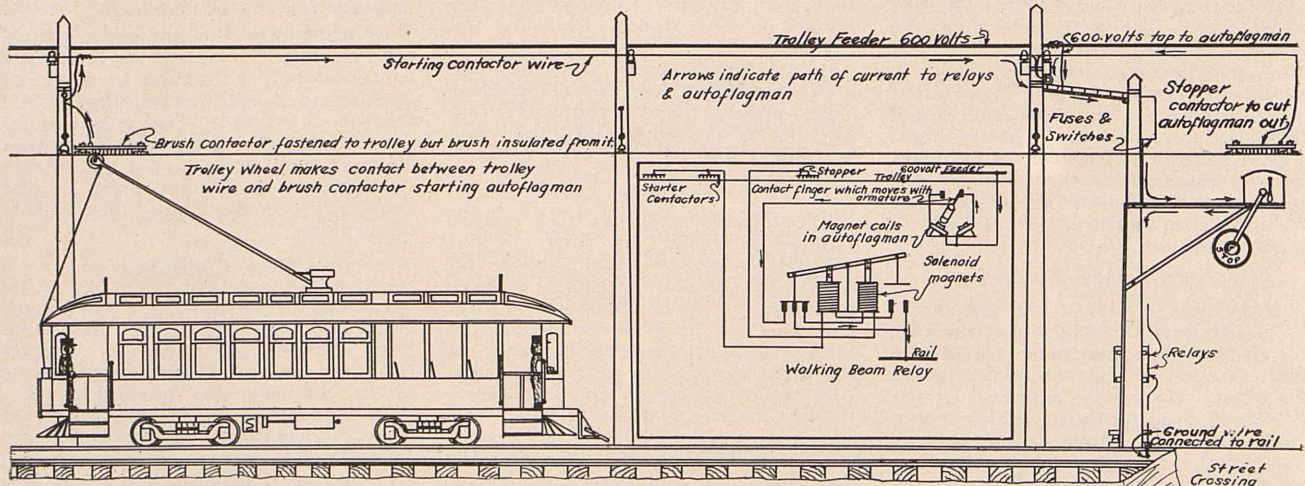 Trolley Feeder 600 volts
600 volts tap to autoflagman
Starting contactor wire
Arrows indicate path of current to relays
& autoflagman
Stopper
contactor to cut
autoflagman out
Fuses &
Switches
Brush contactor fastened to trolley but brush insulated from it.
Trolley Wheel makes contact between trolley
wire and brush contactor starting autoflagman
Stopper
600 volt Feeder
Trolley
Starter
Contactors
Contact finger which moves with
armature
Magnet coils
in autoflagman
Solenoid
magnets
STOP
Rail
Walking Beam Relay
Relays
Ground wire
connected to rail
Street
Crossing